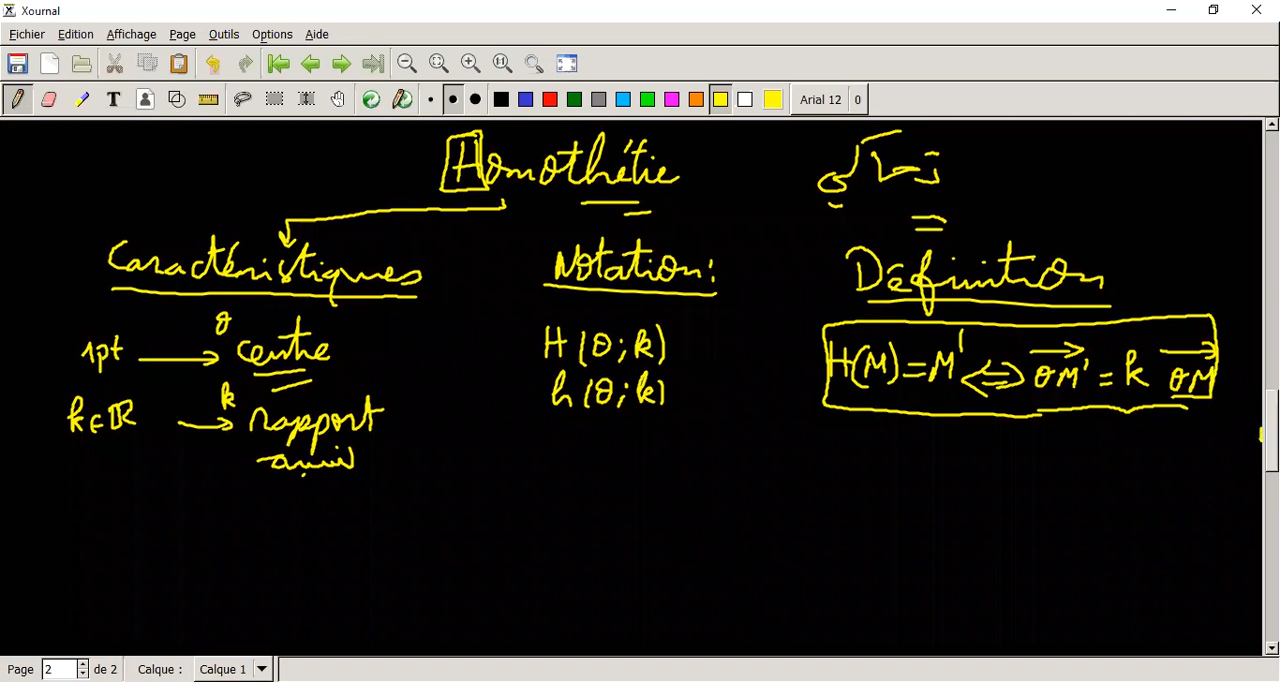 Xournal
Fichier Edition Affichage Page Outils Options Aide
T Arial 12 0
Homothétie
Caractéristiques
1pt → centre
O
k∈ℝ → rapport
k
Notation:
H(O;k)
h(O;k)
Définition
H(M)=M' ⇔ OM' = k OM
Page 2 de 2 Calque : Calque 1